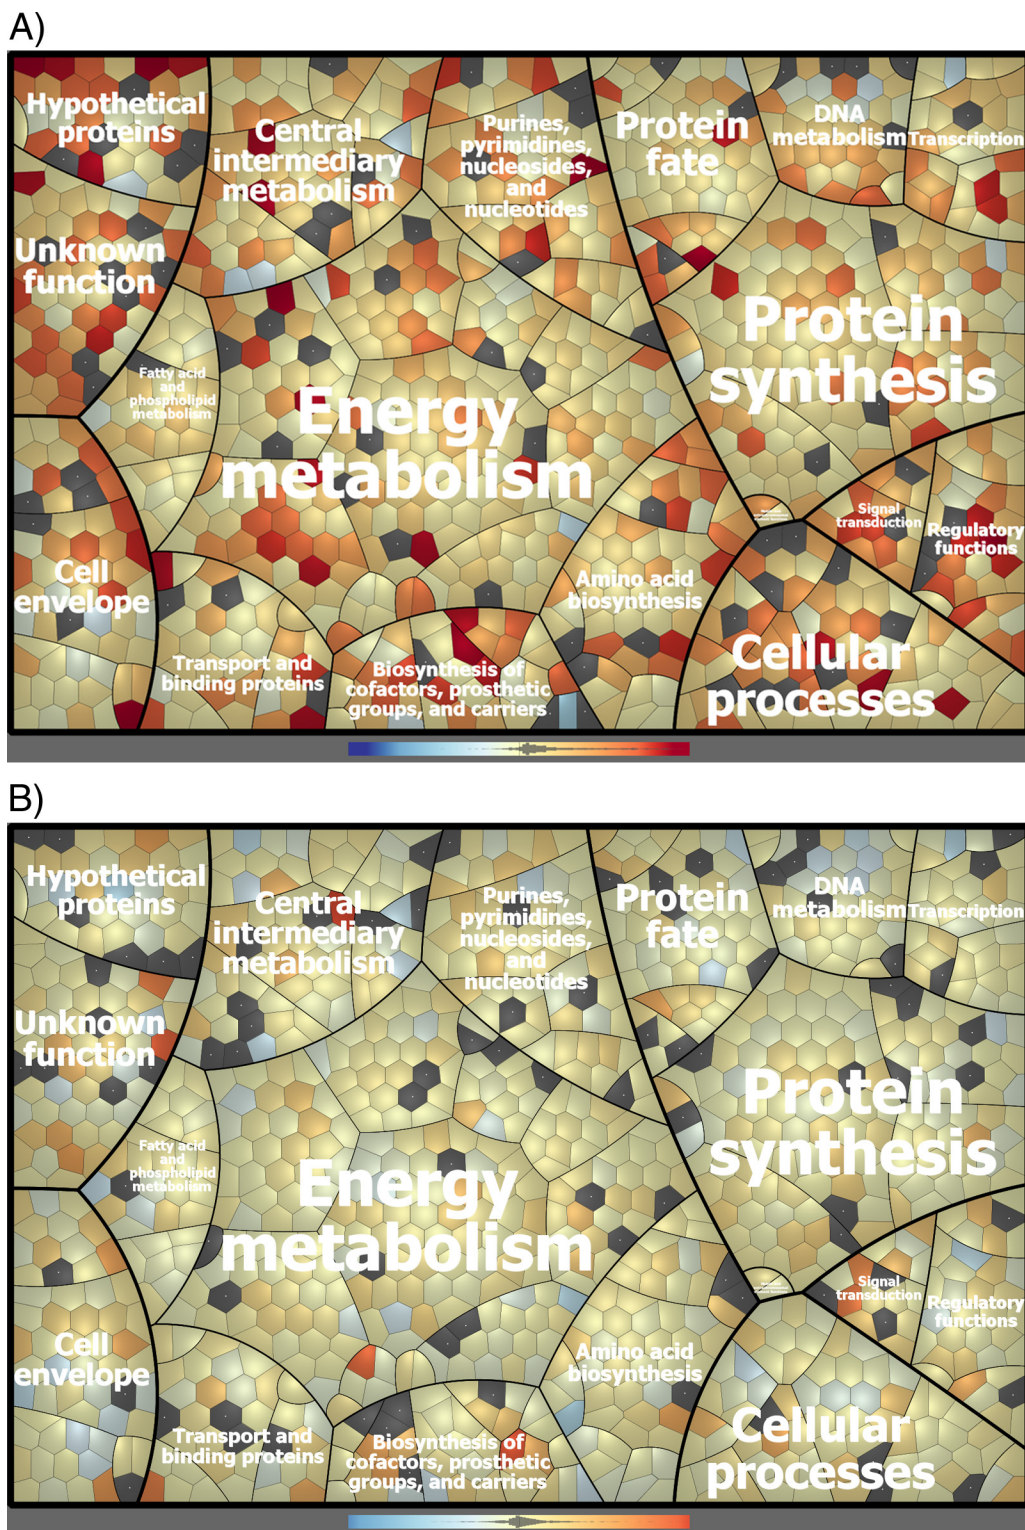 A)
Hypothetical
proteins
Central
intermediary
metabolism
Purines,
pyrimidines,
nucleosides,
and
nucleotides
Protein
fate
DNA
metabolism
Transcription
Unknown
function
Fatty acid
and
phospholipid
metabolism
Energy
metabolism
Protein
synthesis
Signal
transduction
Regulatory
functions
Cell
envelope
Amino acid
biosynthesis
Transport and
binding proteins
Biosynthesis of
cofactors, prosthetic
groups, and carriers
Cellular
processes
B)
Hypothetical
proteins
Central
intermediary
metabolism
Purines,
pyrimidines,
nucleosides,
and
nucleotides
Protein
fate
DNA
metabolism
Transcription
Unknown
function
Fatty acid
and
phospholipid
metabolism
Energy
metabolism
Protein
synthesis
Signal
transduction
Regulatory
functions
Cell
envelope
Amino acid
biosynthesis
Transport and
binding proteins
Biosynthesis of
cofactors, prosthetic
groups, and carriers
Cellular
processes